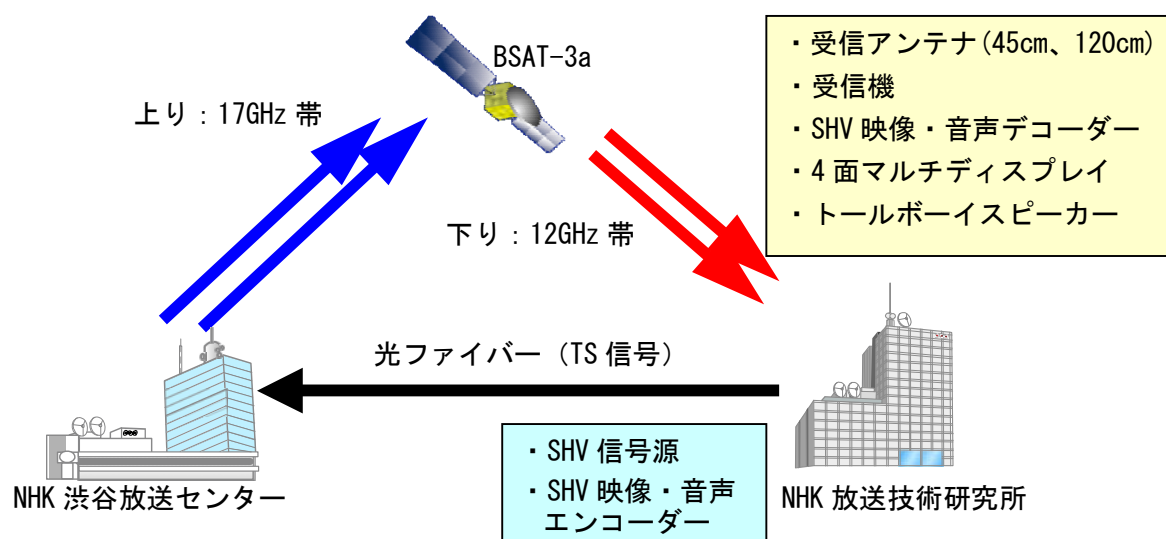 BSAT-3a
上り：17GHz 帯
・受信アンテナ(45㎝、120㎝)
・受信機
・SHV 映像・音声デコーダー
・4 面マルチディスプレイ
・トールボーイスピーカー
下り：12GHz 帯
光ファイバー（TS 信号）
・SHV 信号源
・SHV 映像・音声
エンコーダー
NHK 渋谷放送センター
NHK 放送技術研究所